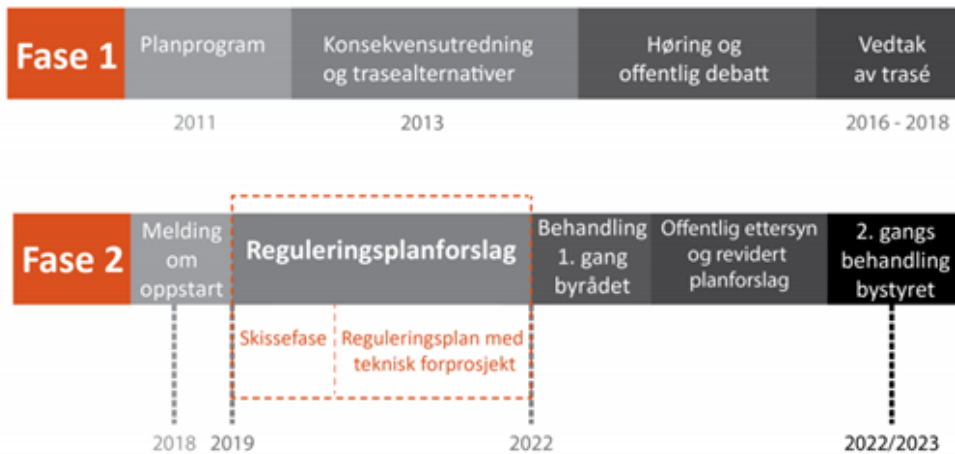 Fase 1
Planprogram
Konsekvensutredning
og trasealternativer
Høring og
offentlig debatt
Vedtak
av trasé
2011
2013
2016 - 2018
Fase 2
Melding
om
oppstart
Reguleringsplanforslag
Behandling
1. gang
byrådet
Offentlig ettersyn
og revidert
planforslag
2. gangs
behandling
bystyret
Skissefase
Reguleringsplan med
teknisk forprosjekt
2018
2019
2022
2022/2023